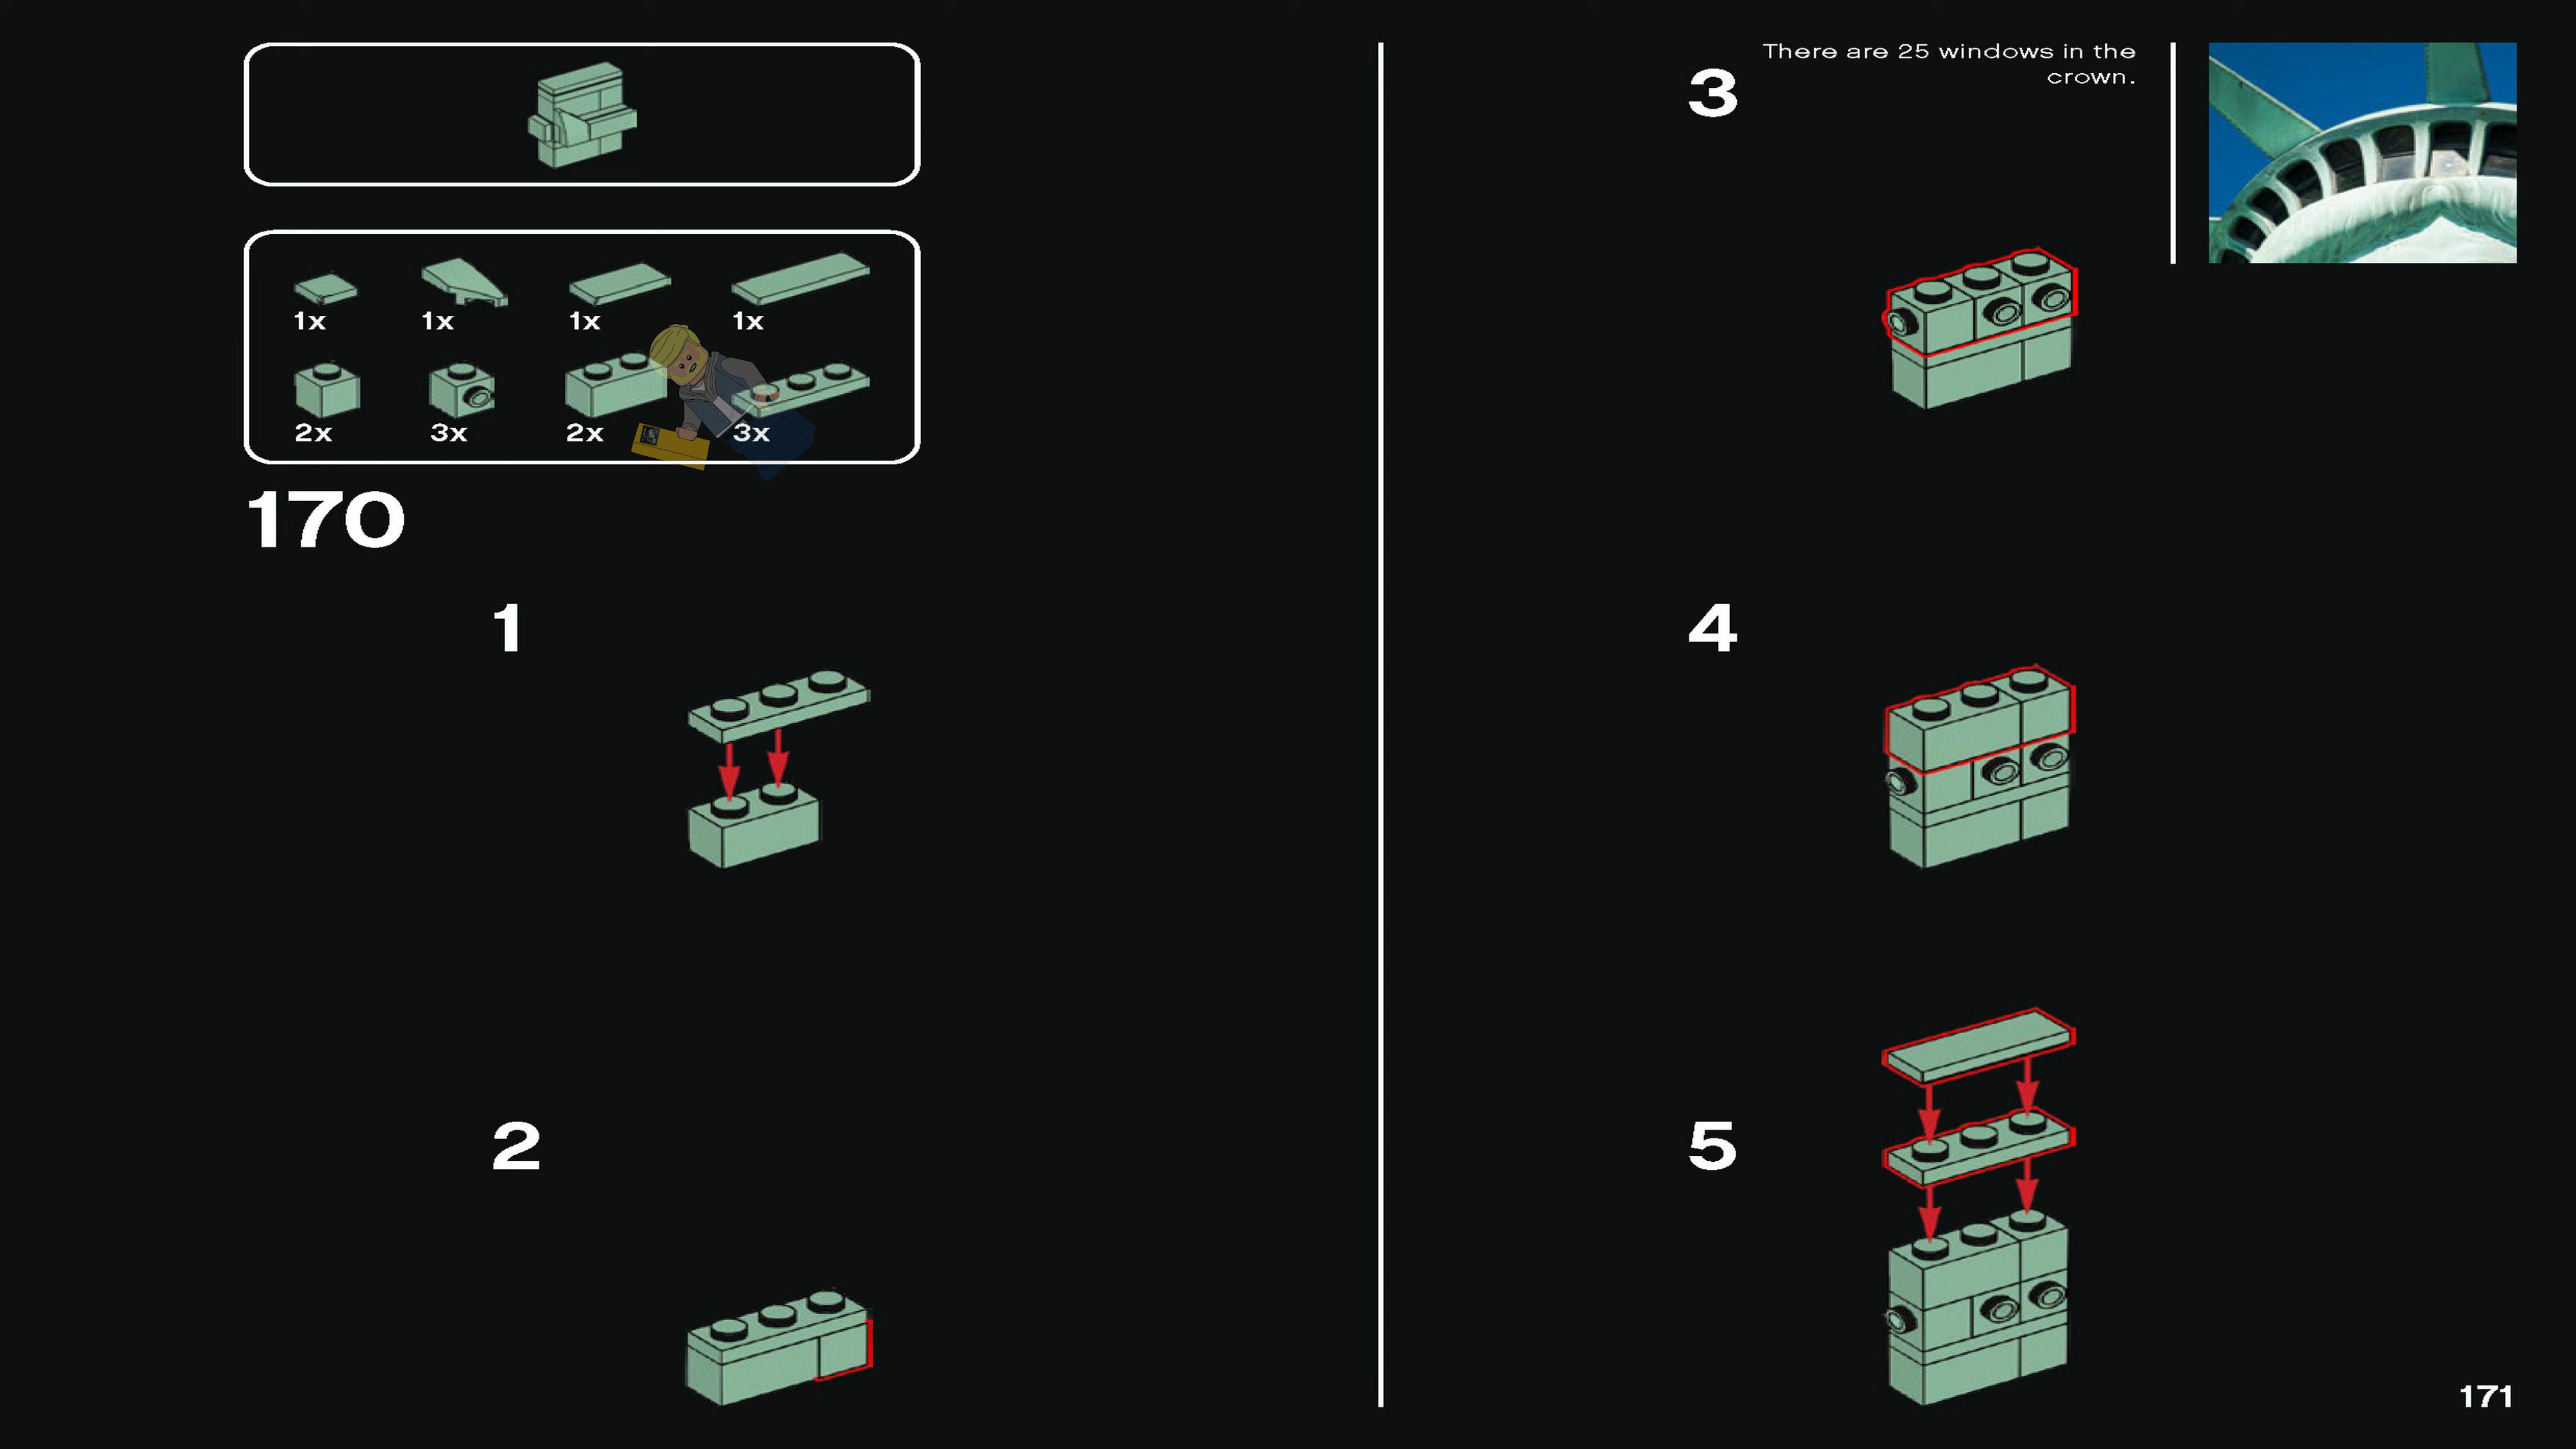 1x
1x
1x
1x
2x
3x
2x
3x
170
1
2
There are 25 windows in the
crown.
3
4
5
171